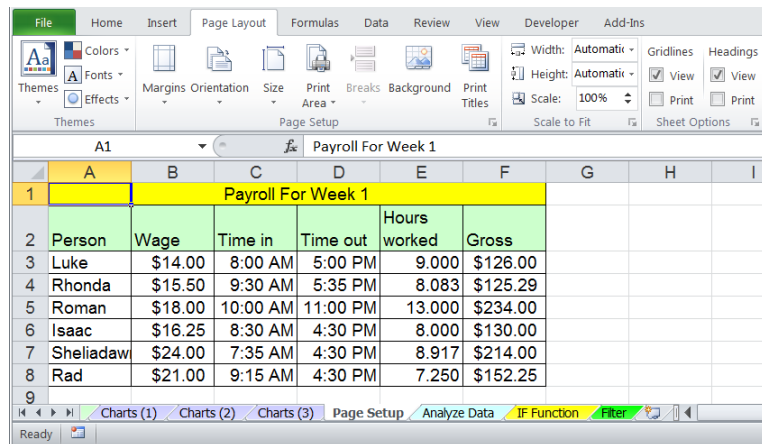 File Home Insert Page Layout Formulas Data Review View Developer Add-Ins
Aa Colors Width: Automatic Gridlines Headings
A Fonts Height: Automatic View View
Themes Effects Margins Orientation Size Print Area Breaks Background Print Titles Scale: 100% Print Print
Themes Page Setup Scale to Fit Sheet Options
A1 fx Payroll For Week 1
A B C D E F G H I
1 Payroll For Week 1
2 Person Wage Time in Time out Hours worked Gross
3 Luke $14.00 8:00 AM 5:00 PM 9.000 $126.00
4 Rhonda $15.50 9:30 AM 5:35 PM 8.083 $125.29
5 Roman $18.00 10:00 AM 11:00 PM 13.000 $234.00
6 Isaac $16.25 8:30 AM 4:30 PM 8.000 $130.00
7 Sheliadaw $24.00 7:35 AM 4:30 PM 8.917 $214.00
8 Rad $21.00 9:15 AM 4:30 PM 7.250 $152.25
9
Charts (1) Charts (2) Charts (3) Page Setup Analyze Data IF Function Filter
Ready